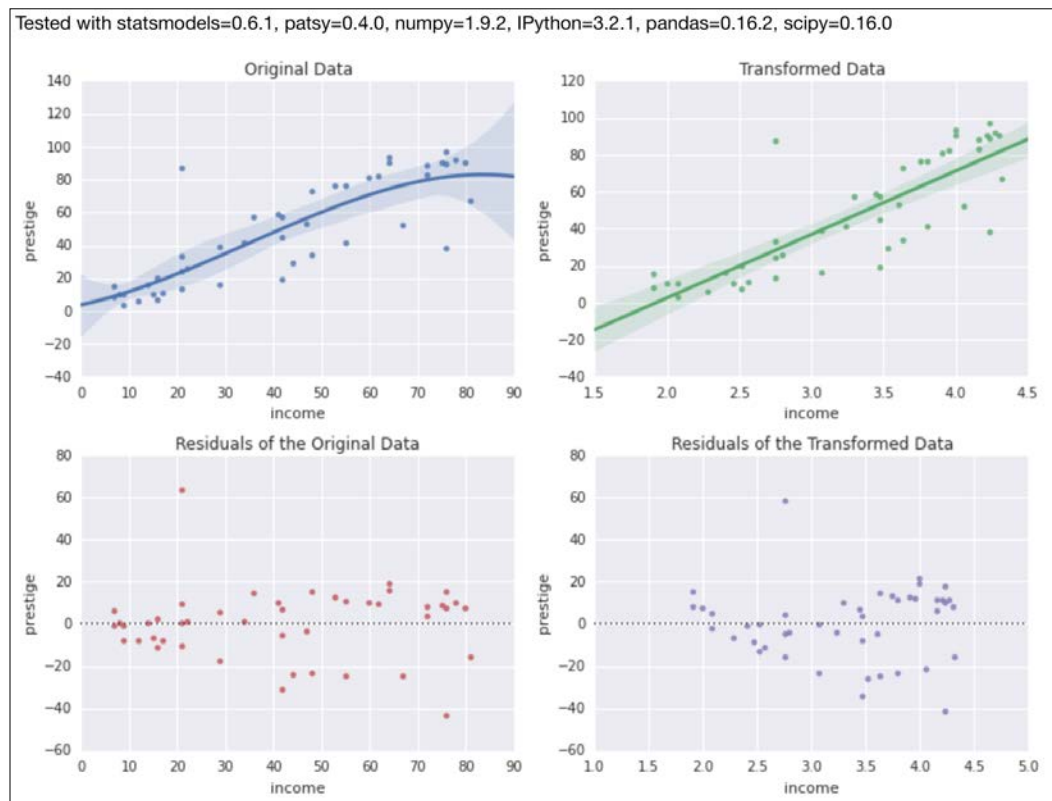 Tested with statsmodels=0.6.1, patsy=0.4.0, numpy=1.9.2, IPython=3.2.1, pandas=0.16.2, scipy=0.16.0
Original Data
140
120
100
80
60
40
20
0
−20
−40
prestige
0 10 20 30 40 50 60 70 80 90
income
Transformed Data
120
100
80
60
40
20
0
−20
−40
prestige
1.5 2.0 2.5 3.0 3.5 4.0 4.5
income
Residuals of the Original Data
80
60
40
20
0
−20
−40
−60
prestige
0 10 20 30 40 50 60 70 80 90
income
Residuals of the Transformed Data
80
60
40
20
0
−20
−40
−60
prestige
1.0 1.5 2.0 2.5 3.0 3.5 4.0 4.5 5.0
income